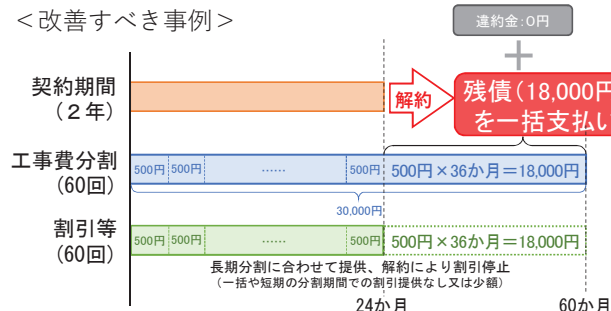 ＜改善すべき事例＞
違約金:0円
＋
契約期間
（２年）
解約
残債（18,000円
を一括支払い
工事費分割
(60回)
500円 500円 …… 500円 500円×36か月＝18,000円
30,000円
割引等
(60回)
500円 500円 …… 500円 500円×36か月＝18,000円
長期分割に合わせて提供、解約により割引停止
（一括や短期の分割期間での割引提供なし又は少額）
24か月 60か月